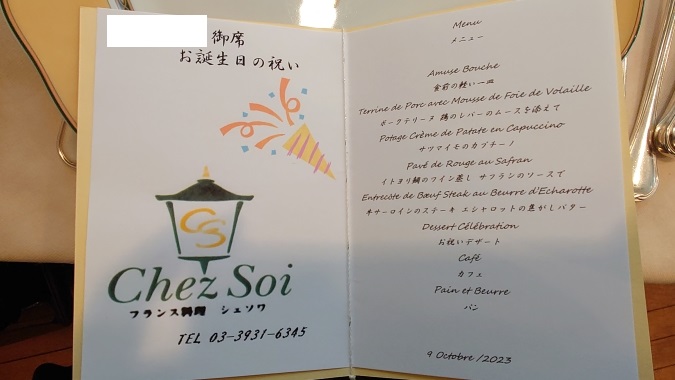 御席
お誕生日の祝い
CS
Chez Soi
フランス料理 シェソワ
TEL 03-3931-6345
Menu
メニュー
Amuse Bouche
食前の軽い一皿
Terrine de Porc avec Mousse de Foie de Volaille
ポークテリーヌ 鶏のレバーのムースを添えて
Potage Crème de Patate en Capuccino
サツマイモのカプチーノ
Pavé de Rouge au Safran
イトヨリ鯛のワイン蒸し サフランのソースで
Entrecôte de Bœuf Steak au Beurre d'Echarotte
牛サーロインのステーキ エシャロットの焦がしバター
Dessert Célébration
お祝いデザート
Café
カフェ
Pain et Beurre
パン
9 Octobre /2023